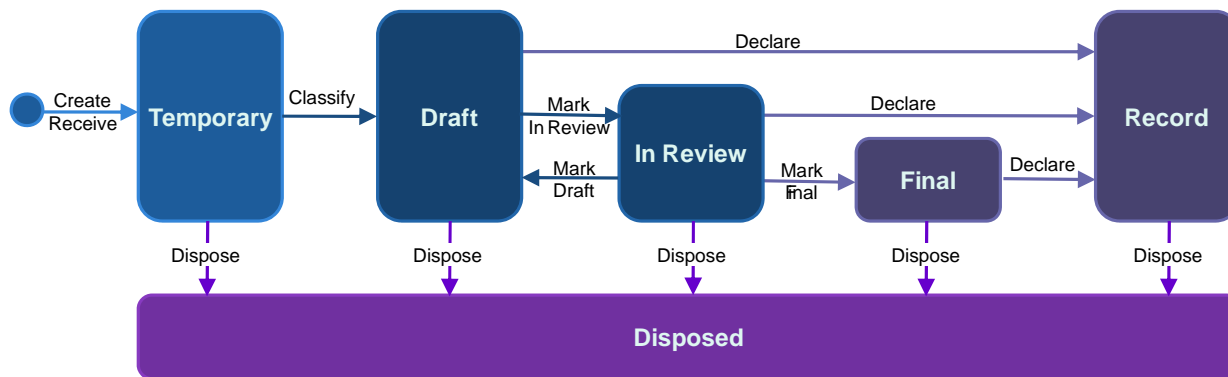 Declare
Create
Receive
Temporary
Classify
Draft
Mark
In Review
Mark
Draft
In Review
Declare
Mark
Final
Final
Declare
Record
Dispose
Dispose
Dispose
Dispose
Dispose
Disposed